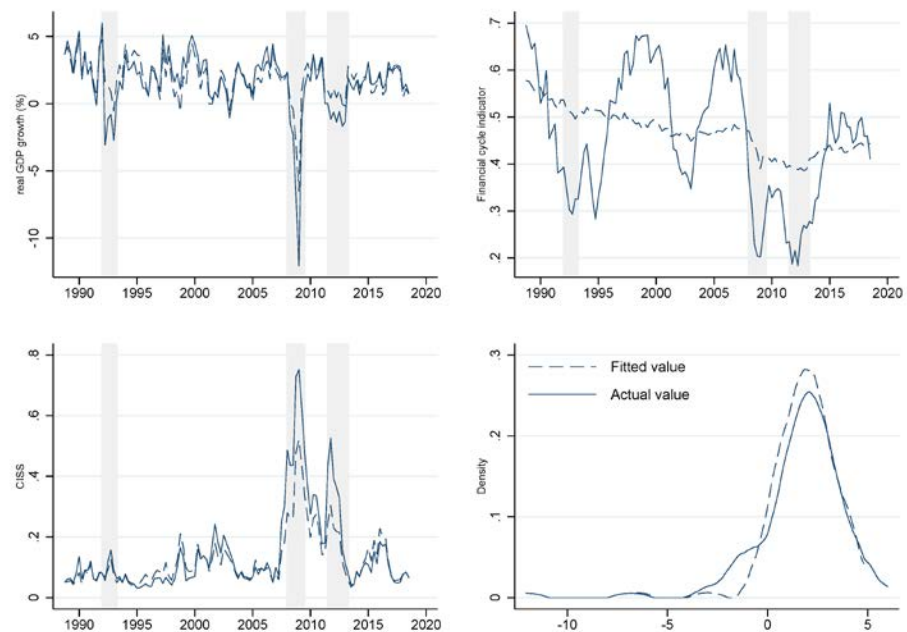 real GDP growth (%)
5
0
-5
-10
1990 1995 2000 2005 2010 2015 2020
Financial cycle indicator
.7
.6
.5
.4
.3
.2
1990 1995 2000 2005 2010 2015 2020
CISS
.8
.6
.4
.2
0
1990 1995 2000 2005 2010 2015 2020
Density
.3
.2
.1
0
Fitted value
Actual value
-10 -5 0 5